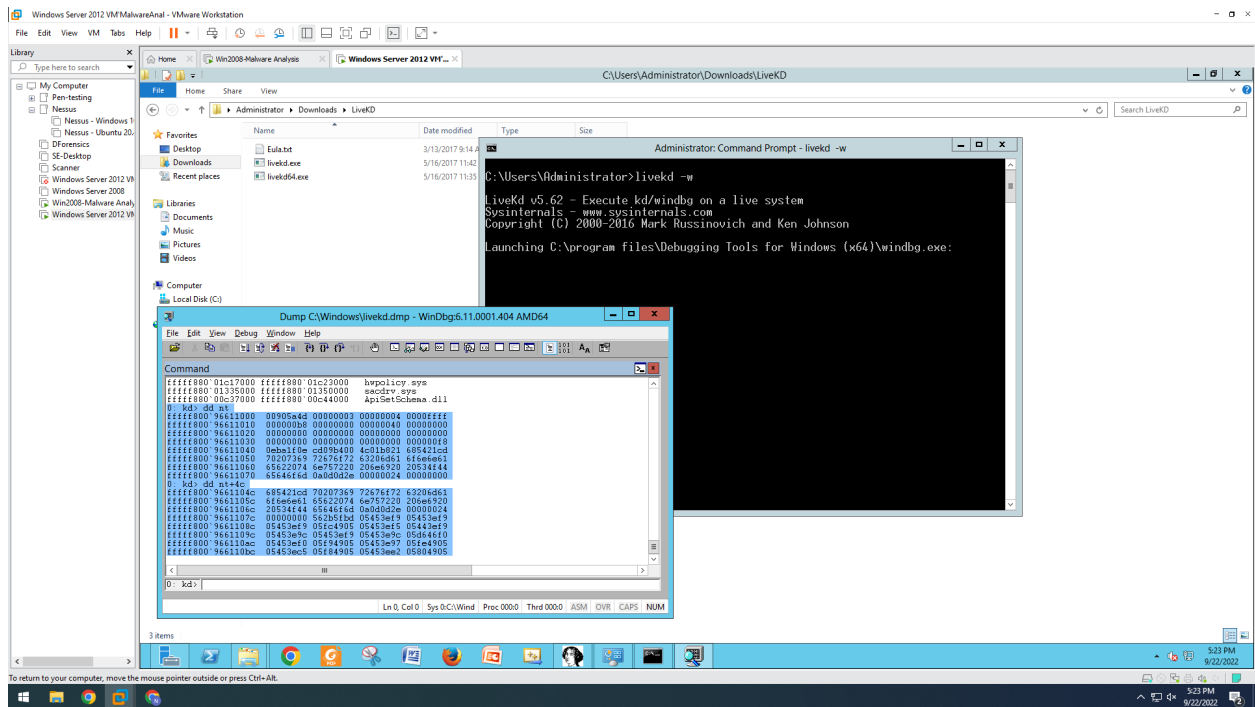 Windows Server 2012 VM'MalwareAnal - VMware Workstation
File Edit View VM Tabs Help
Library
Type here to search
My Computer
Pen-testing
Nessus
Nessus - Windows 1
Nessus - Ubuntu 20.
DForensics
SE-Desktop
Scanner
Windows Server 2012 VM
Windows Server 2008
Win2008-Malware Analy
Windows Server 2012 VM
Home
Win2008-Malware Analysis
Windows Server 2012 VM'...
C:\Users\Administrator\Downloads\LiveKD
File Home Share View
Administrator Downloads LiveKD
Search LiveKD
Favorites
Desktop
Downloads
Recent places
Libraries
Documents
Music
Pictures
Videos
Computer
Local Disk (C:)
Name Date modified Type Size
Eula.txt 3/13/2017 9:14 A
livekd.exe 5/16/2017 11:42
livekd64.exe 5/16/2017 11:35
Administrator: Command Prompt - livekd -w
C:\Users\Administrator>livekd -w
LiveKd v5.62 - Execute kd/windbg on a live system
Sysinternals - www.sysinternals.com
Copyright (C) 2000-2016 Mark Russinovich and Ken Johnson
Launching C:\program files\Debugging Tools for Windows (x64)\windbg.exe:
Dump C:\Windows\livekd.dmp - WinDbg:6.11.0001.404 AMD64
File Edit View Debug Window Help
Command
fffff880`01c17000 fffff880`01c23000 hwpolicy.sys
fffff880`01335000 fffff880`01350000 sacdrv.sys
fffff880`00c37000 fffff880`00c44000 ApiSetSchema.dll
0: kd> dd nt
fffff800`96611000 00905a4d 00000003 00000004 0000ffff
fffff800`96611010 000000b8 00000000 00000040 00000000
fffff800`96611020 00000000 00000000 00000000 00000000
fffff800`96611030 00000000 00000000 00000000 000000f8
fffff800`96611040 0eba1f0e cd09b400 4c01b821 685421cd
fffff800`96611050 70207369 72676f72 63206d61 6f6e6e61
fffff800`96611060 65622074 6e757220 206e6920 20534f44
fffff800`96611070 65646f6d 0a0d0d2e 00000024 00000000
0: kd> dd nt+4c
fffff800`9661104c 685421cd 70207369 72676f72 63206d61
fffff800`9661105c 6f6e6e61 65622074 6e757220 206e6920
fffff800`9661106c 20534f44 65646f6d 0a0d0d2e 00000024
fffff800`9661107c 00000000 562b5fbd 05453ef9 05453ef9
fffff800`9661108c 05453ef9 05fc4905 05453ef5 05443ef9
fffff800`9661109c 05453e9c 05453ef9 05453e9c 05d646f0
fffff800`966110ac 05453ef0 05f94905 05453e97 05fe4905
fffff800`966110bc 05453ec5 05f84905 05453ee2 05804905
0: kd>
Ln 0, Col 0 Sys 0:C:\Wind Proc 000:0 Thrd 000:0 ASM OVR CAPS NUM
3 items
5:23 PM
9/22/2022
To return to your computer, move the mouse pointer outside or press Ctrl+Alt.
5:23 PM
9/22/2022